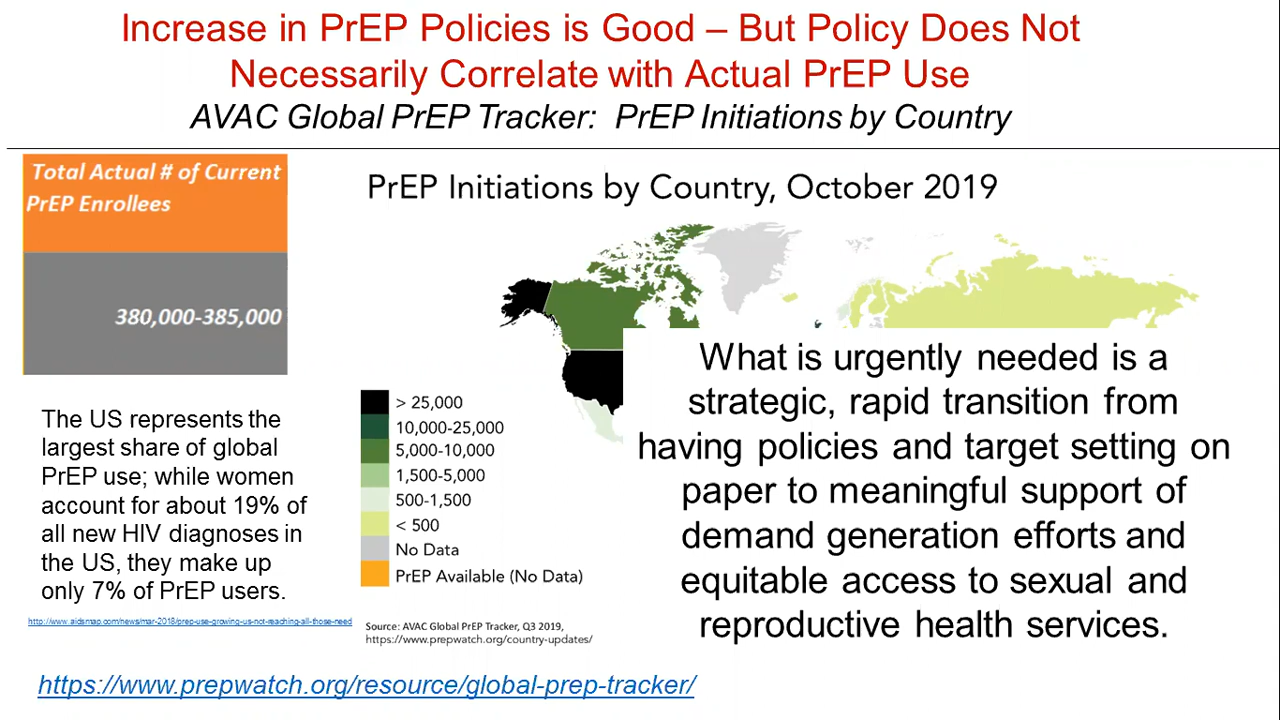 Increase in PrEP Policies is Good – But Policy Does Not
Necessarily Correlate with Actual PrEP Use
AVAC Global PrEP Tracker:  PrEP Initiations by Country
Total Actual # of Current
PrEP Enrollees
380,000-385,000
The US represents the
largest share of global
PrEP use; while women
account for about 19% of
all new HIV diagnoses in
the US, they make up
only 7% of PrEP users.
http://www.aidsmap.com/news/mar-2018/prep-use-growing-us-not-reaching-all-those-need
PrEP Initiations by Country, October 2019
> 25,000
10,000-25,000
5,000-10,000
1,500-5,000
500-1,500
< 500
No Data
PrEP Available (No Data)
Source: AVAC Global PrEP Tracker, Q3 2019,
https://www.prepwatch.org/country-updates/
What is urgently needed is a
strategic, rapid transition from
having policies and target setting on
paper to meaningful support of
demand generation efforts and
equitable access to sexual and
reproductive health services.
https://www.prepwatch.org/resource/global-prep-tracker/